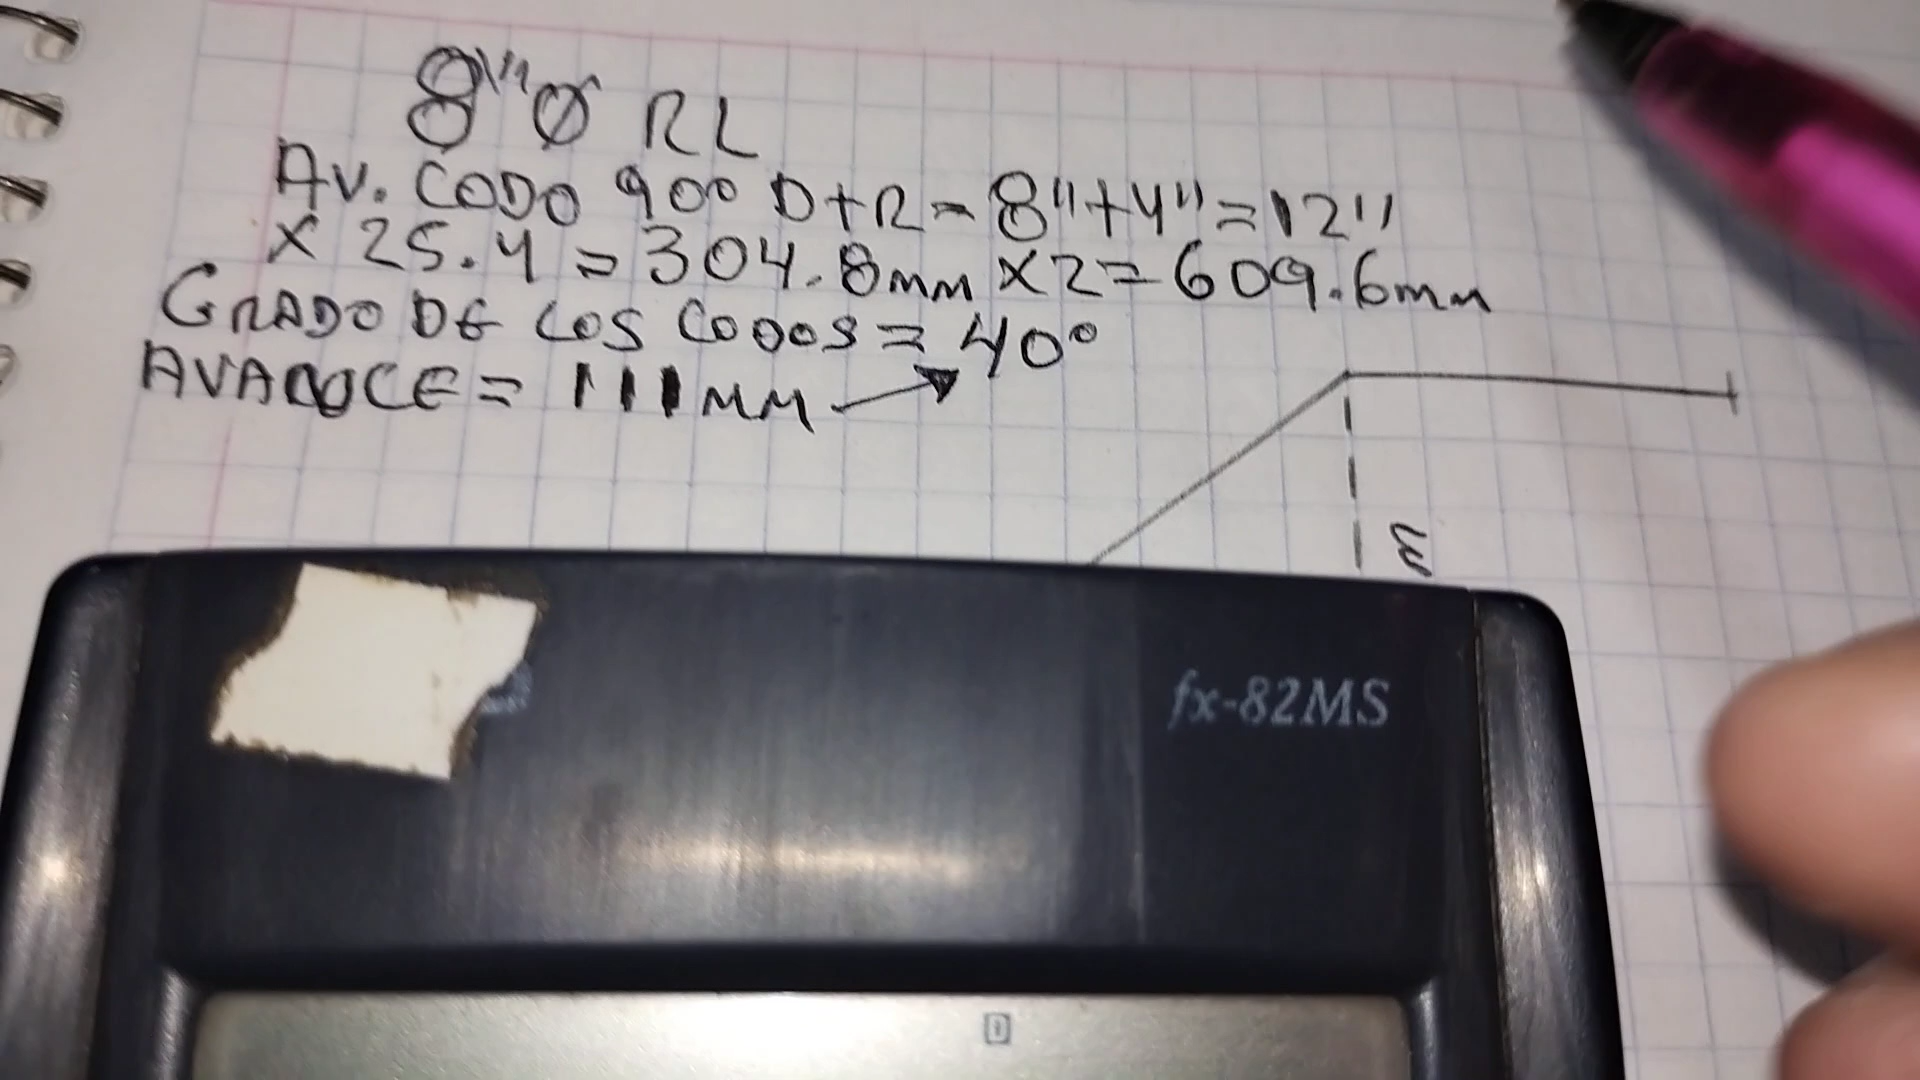 8"Ø RL
AV. CODO 90° D+R = 8"+4" = 12"
X 25.4 = 304.8mm X2 = 609.6mm
GRADO DE LOS CODOS = 40°
AVANCE = 111MM
E
fx-82MS
D